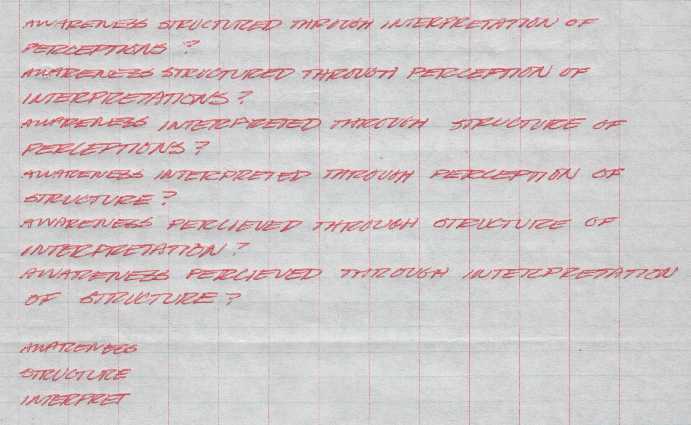 AWARENESS STRUCTURED THROUGH INTERPRETATION OF
PERCEPTIONS ?
AWARENESS STRUCTURED THROUGH PERCEPTION OF
INTERPRETATIONS ?
AWARENESS INTERPRETED THROUGH STRUCTURE OF
PERCEPTIONS ?
AWARENESS INTERPRETED THROUGH PERCEPTION OF
STRUCTURE ?
AWARENESS PERCIEVED THROUGH STRUCTURE OF
INTERPRETATION ?
AWARENESS PERCIEVED THROUGH INTERPRETATION
OF STRUCTURE ?
AWARENESS
STRUCTURE
INTERPRET